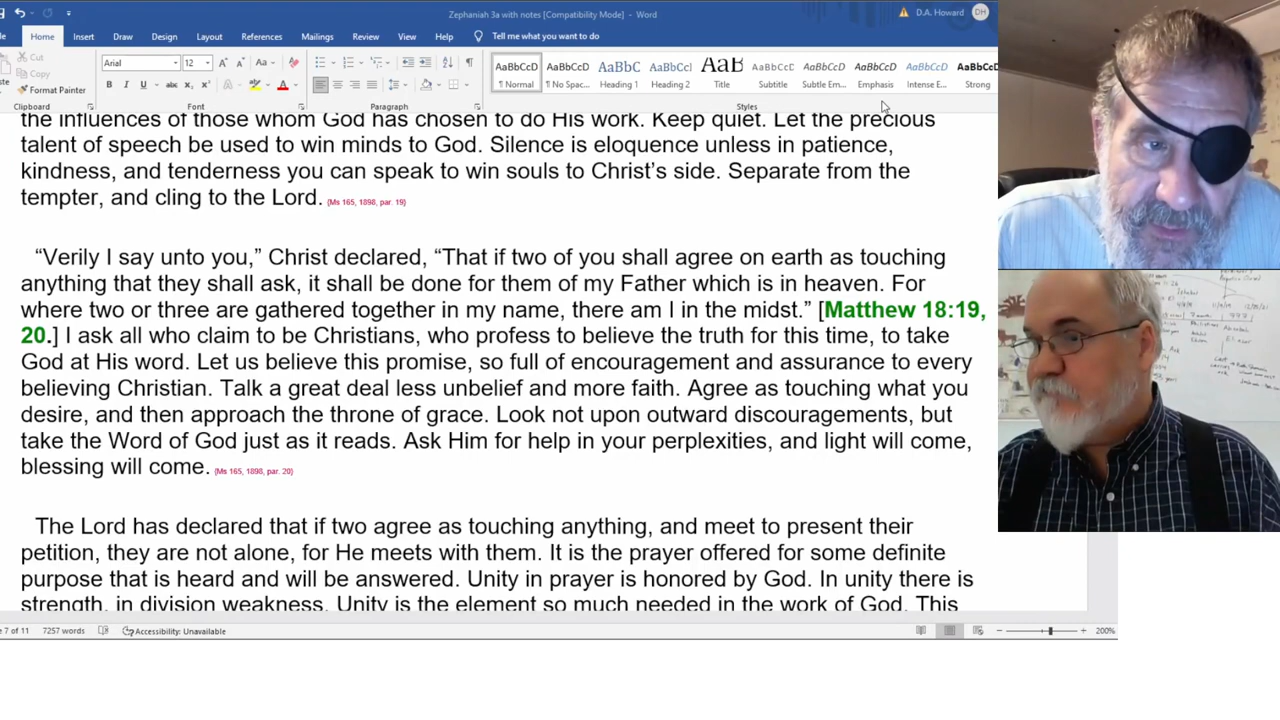 Zephaniah 3a with notes [Compatibility Mode] - Word
D.A. Howard
DH
Home Insert Draw Design Layout References Mailings Review View Help Tell me what you want to do
Cut
Copy
Format Painter
Clipboard
Arial 12
Font
Paragraph
AaBbCcD AaBbCcD AaBbC AaBbCcI AaB AaBbCcD AaBbCcD AaBbCcD AaBbCcD AaBbCcD
¶ Normal ¶ No Spac... Heading 1 Heading 2 Title Subtitle Subtle Em... Emphasis Intense E... Strong
Styles
the influences of those whom God has chosen to do His work. Keep quiet. Let the precious
talent of speech be used to win minds to God. Silence is eloquence unless in patience,
kindness, and tenderness you can speak to win souls to Christ’s side. Separate from the
tempter, and cling to the Lord. (Ms 165, 1898, par. 19)
“Verily I say unto you,” Christ declared, “That if two of you shall agree on earth as touching
anything that they shall ask, it shall be done for them of my Father which is in heaven. For
where two or three are gathered together in my name, there am I in the midst.” [Matthew 18:19,
20.] I ask all who claim to be Christians, who profess to believe the truth for this time, to take
God at His word. Let us believe this promise, so full of encouragement and assurance to every
believing Christian. Talk a great deal less unbelief and more faith. Agree as touching what you
desire, and then approach the throne of grace. Look not upon outward discouragements, but
take the Word of God just as it reads. Ask Him for help in your perplexities, and light will come,
blessing will come. (Ms 165, 1898, par. 20)
The Lord has declared that if two agree as touching anything, and meet to present their
petition, they are not alone, for He meets with them. It is the prayer offered for some definite
purpose that is heard and will be answered. Unity in prayer is honored by God. In unity there is
strength, in division weakness. Unity is the element so much needed in the work of God. This
7 of 11 7257 words Accessibility: Unavailable 200%